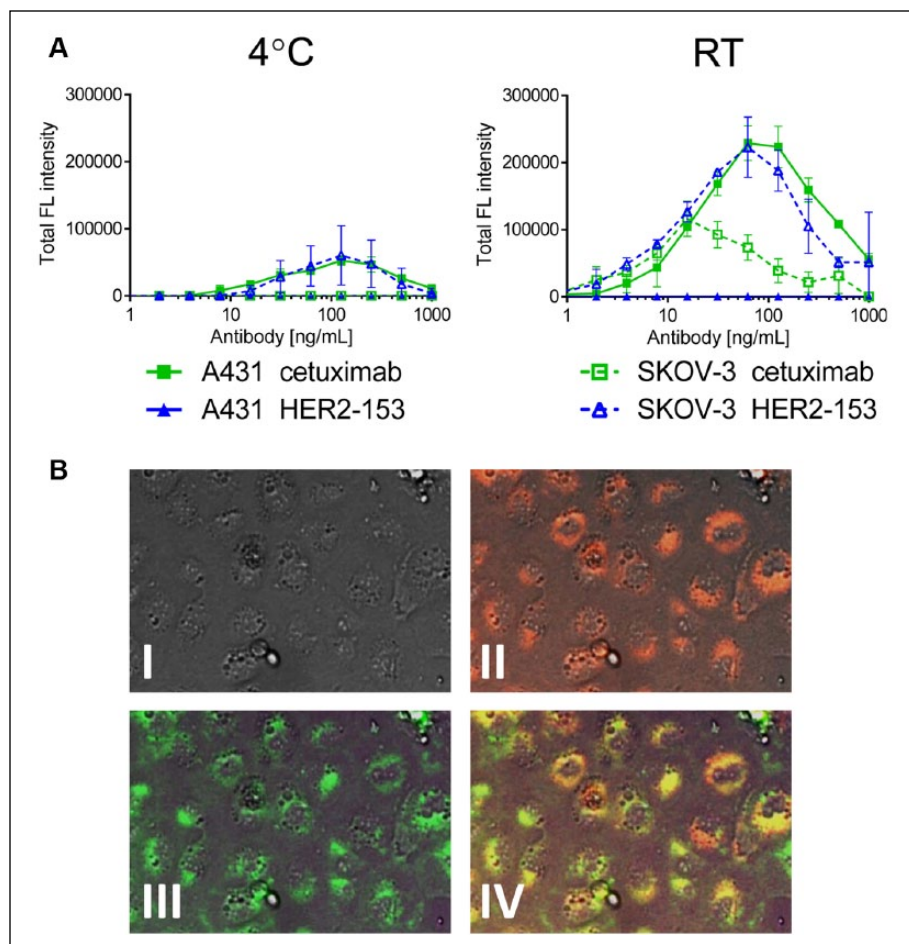 A
4°C
RT
Total FL intensity
300000
200000
100000
0
1
10
100
1000
Antibody [ng/mL]
Total FL intensity
300000
200000
100000
0
1
10
100
1000
Antibody [ng/mL]
A431 cetuximab
A431 HER2-153
SKOV-3 cetuximab
SKOV-3 HER2-153
B
I
II
III
IV